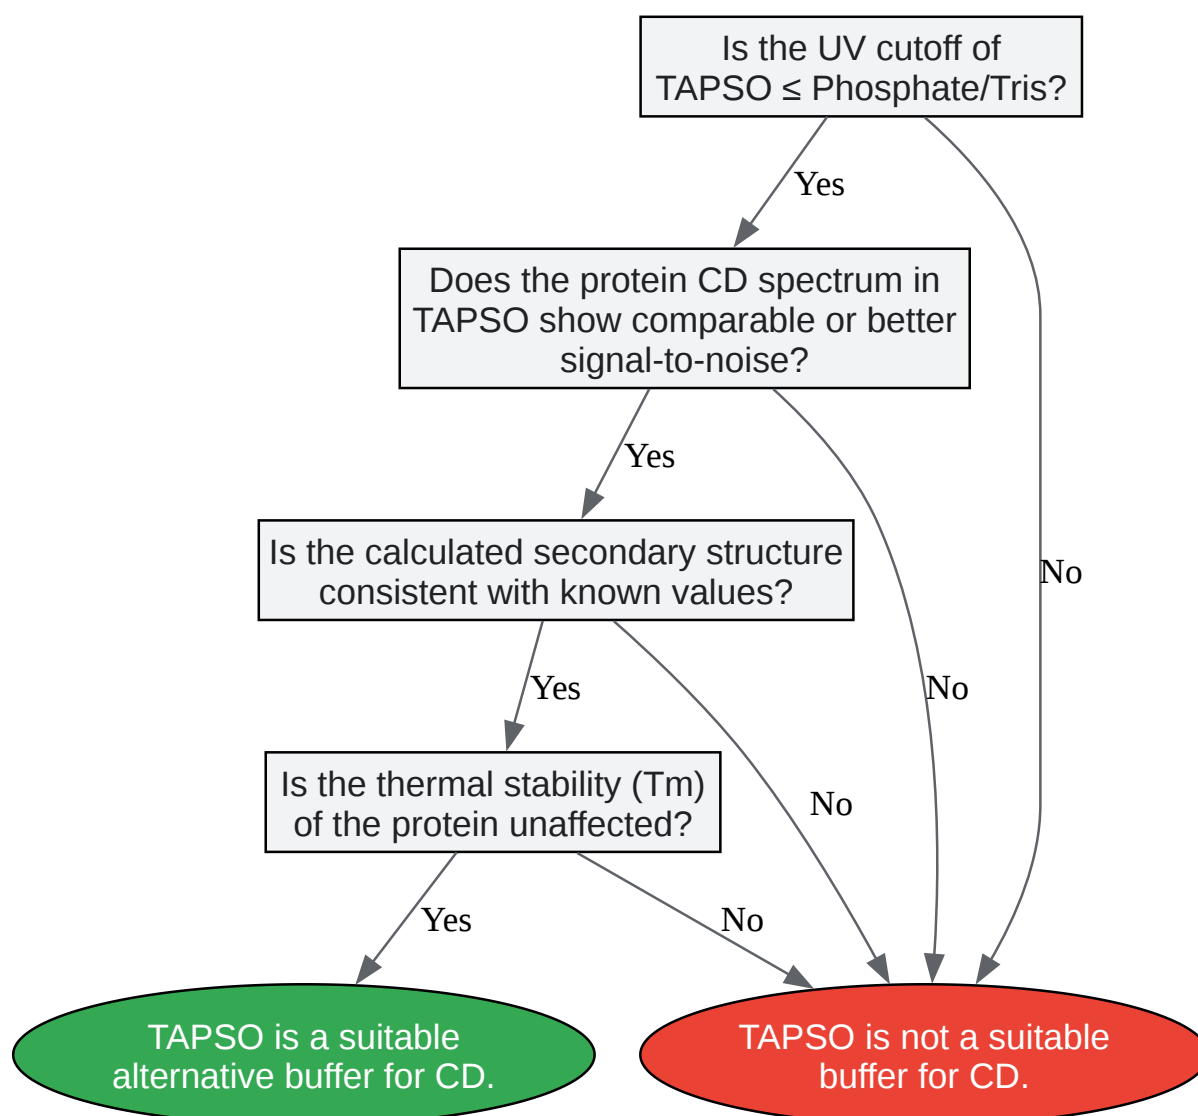 Is the UV cutoff of
TAPSO ≤ Phosphate/Tris?
Yes
Does the protein CD spectrum in
TAPSO show comparable or better
signal-to-noise?
Yes
Is the calculated secondary structure
consistent with known values?
No
Yes
No
Is the thermal stability (Tm)
of the protein unaffected?
No
Yes
No
TAPSO is a suitable
alternative buffer for CD.
TAPSO is not a suitable
buffer for CD.